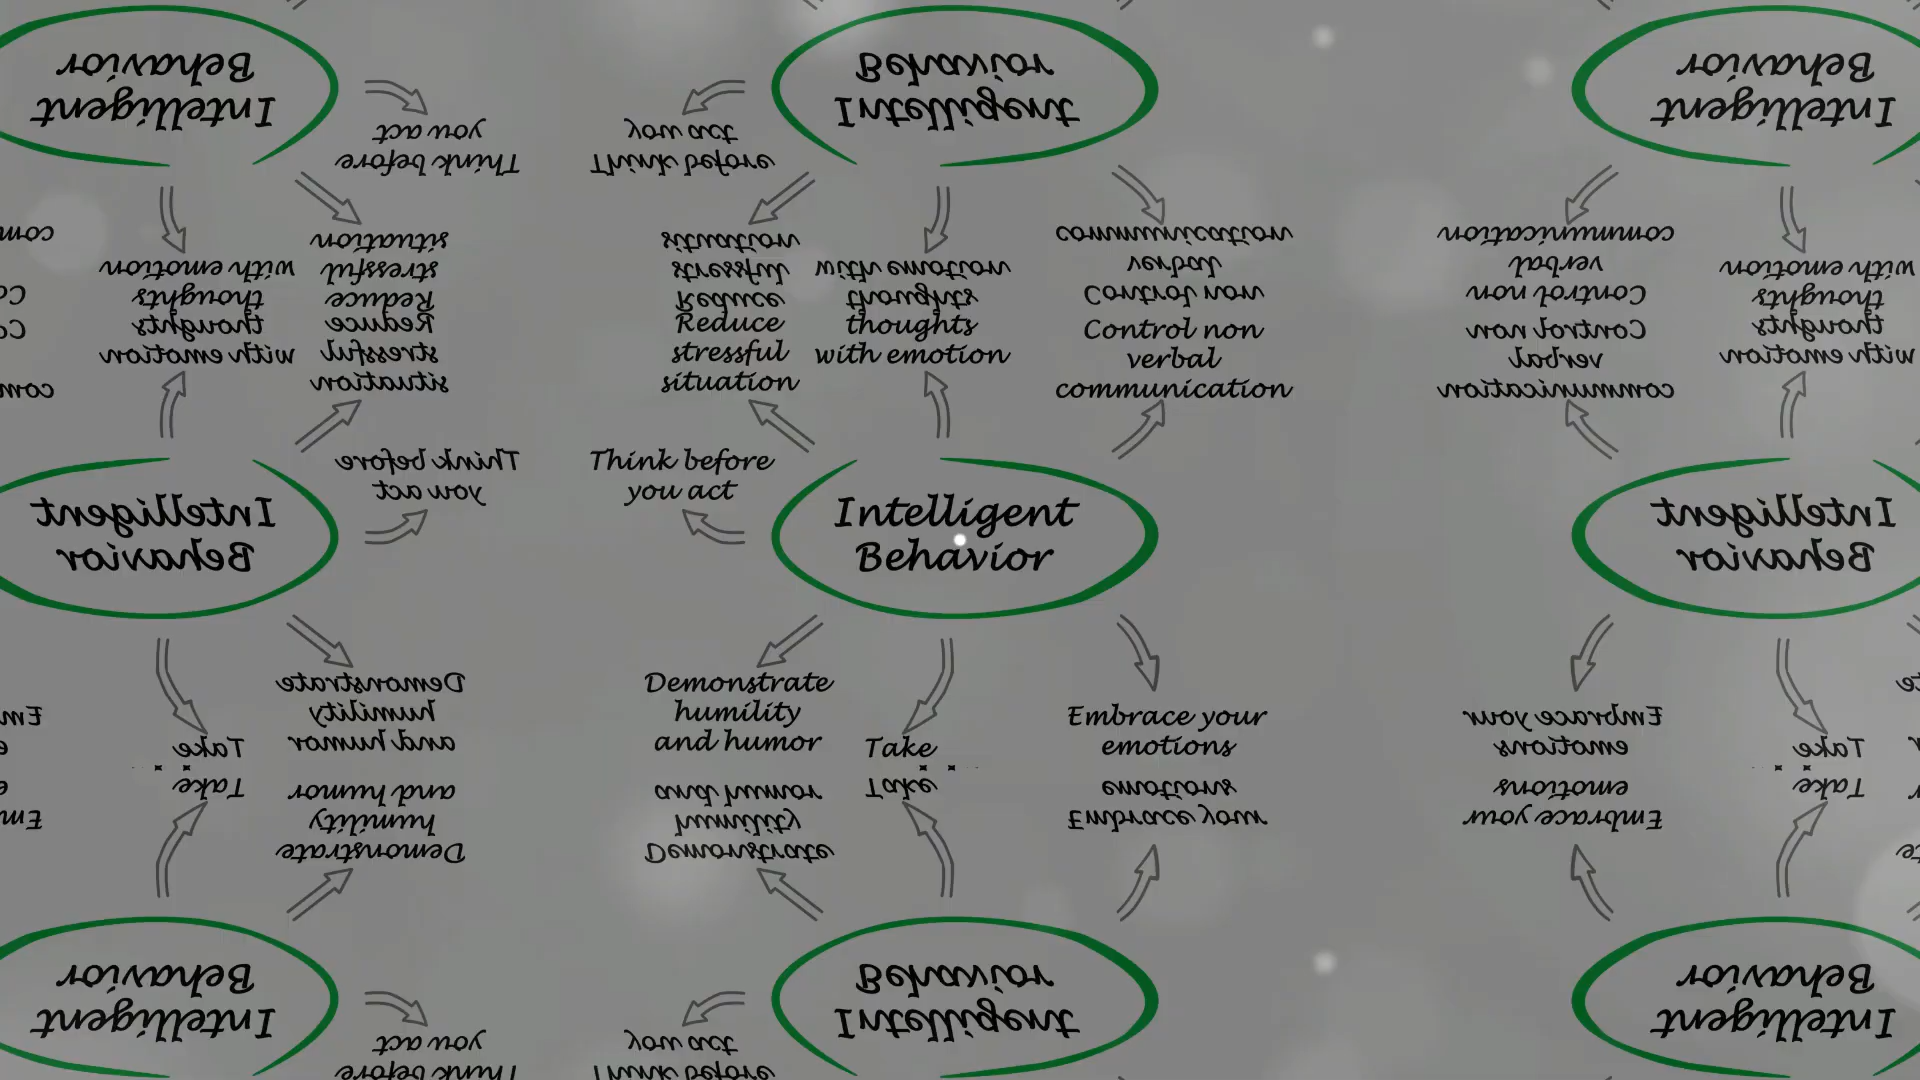 Reduce
stressful
situation
thoughts
with emotion
Control non
verbal
communication
Think before
you act
Intelligent
Behavior
Demonstrate
humility
and humor
Take
Embrace your
emotions